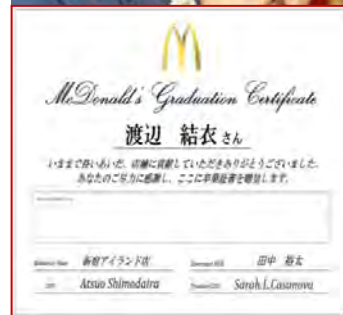 McDonald's Graduation Certificate
渡辺 結衣さん
いままで長いあいだ、店舗に貢献していただきありがとうございました。
あなたのご尽力に感謝し、ここに卒業証書を贈呈します。
新宿アイランド店 田中 裕太
Atsuo Shimodaira Sarah L.Casanova